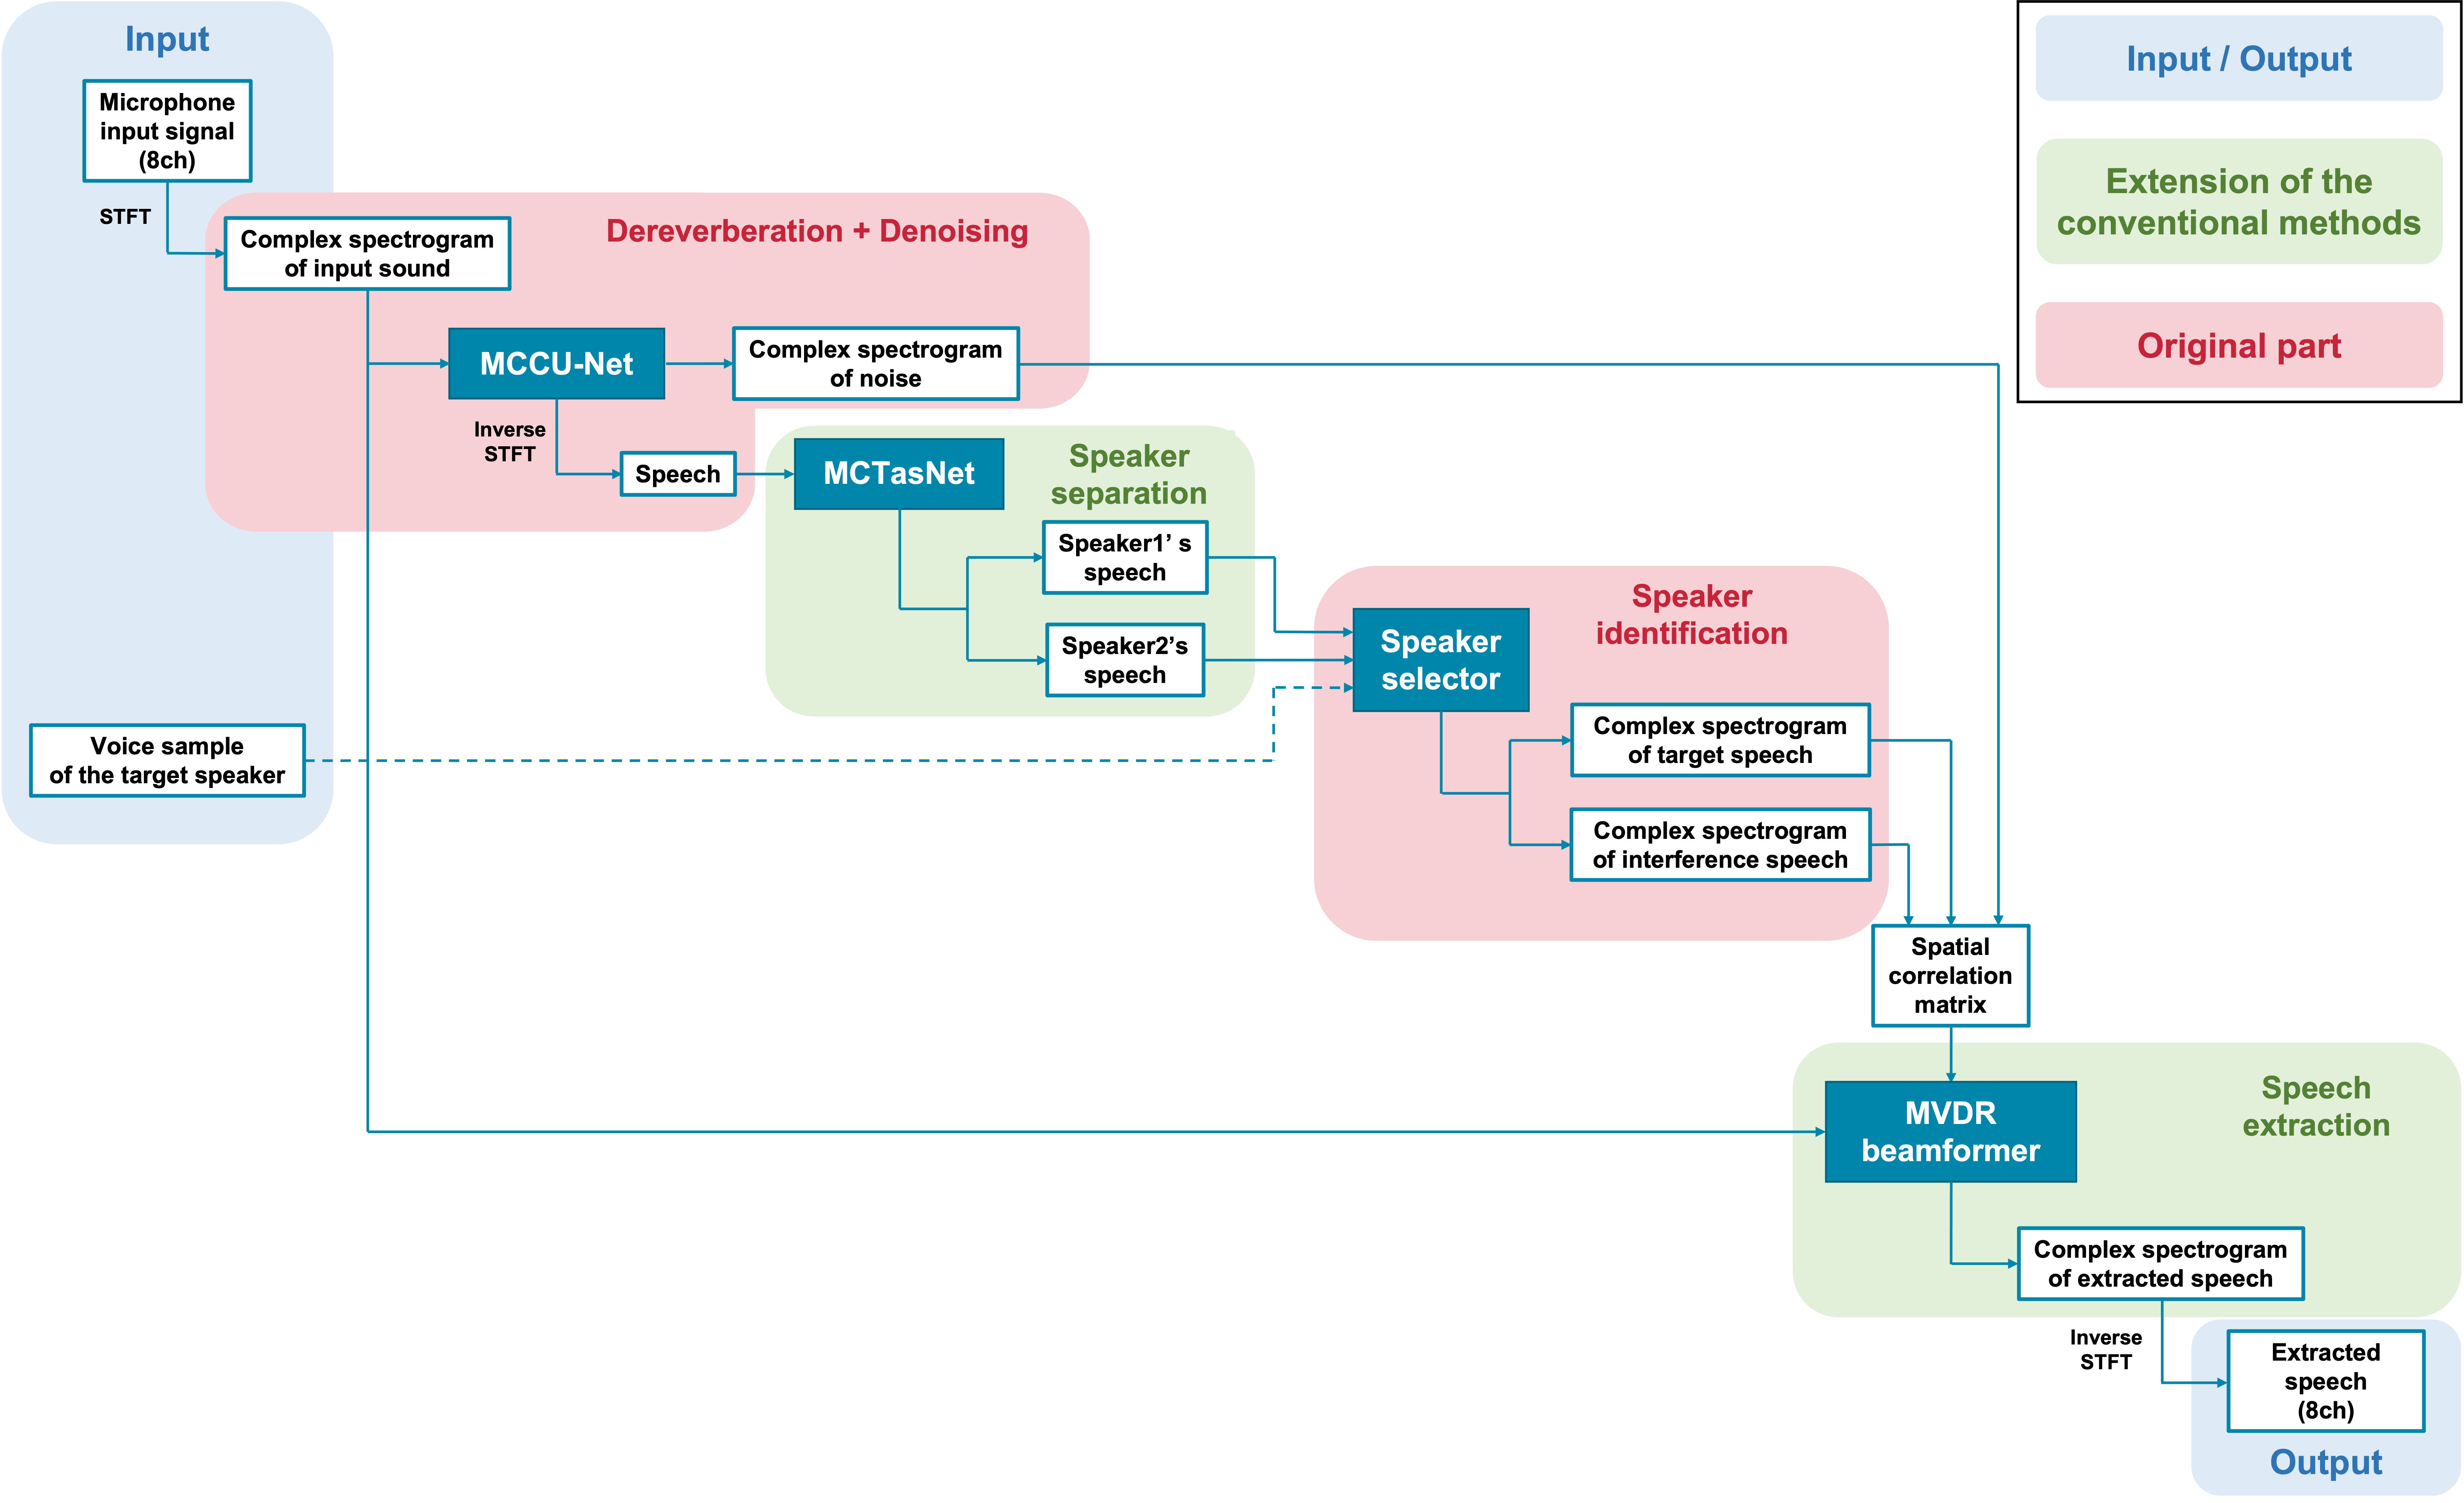 Input
Microphone
input signal
(8ch)
STFT
Complex spectrogram
of input sound
Dereverberation + Denoising
MCCU-Net
Complex spectrogram
of noise
Inverse
STFT
Speech
MCTasNet
Speaker
separation
Speaker1’ s
speech
Speaker2’s
speech
Voice sample
of the target speaker
Speaker
selector
Speaker
identification
Complex spectrogram
of target speech
Complex spectrogram
of interference speech
Spatial
correlation
matrix
MVDR
beamformer
Speech
extraction
Complex spectrogram
of extracted speech
Inverse
STFT
Extracted
speech
(8ch)
Output
Input / Output
Extension of the
conventional methods
Original part